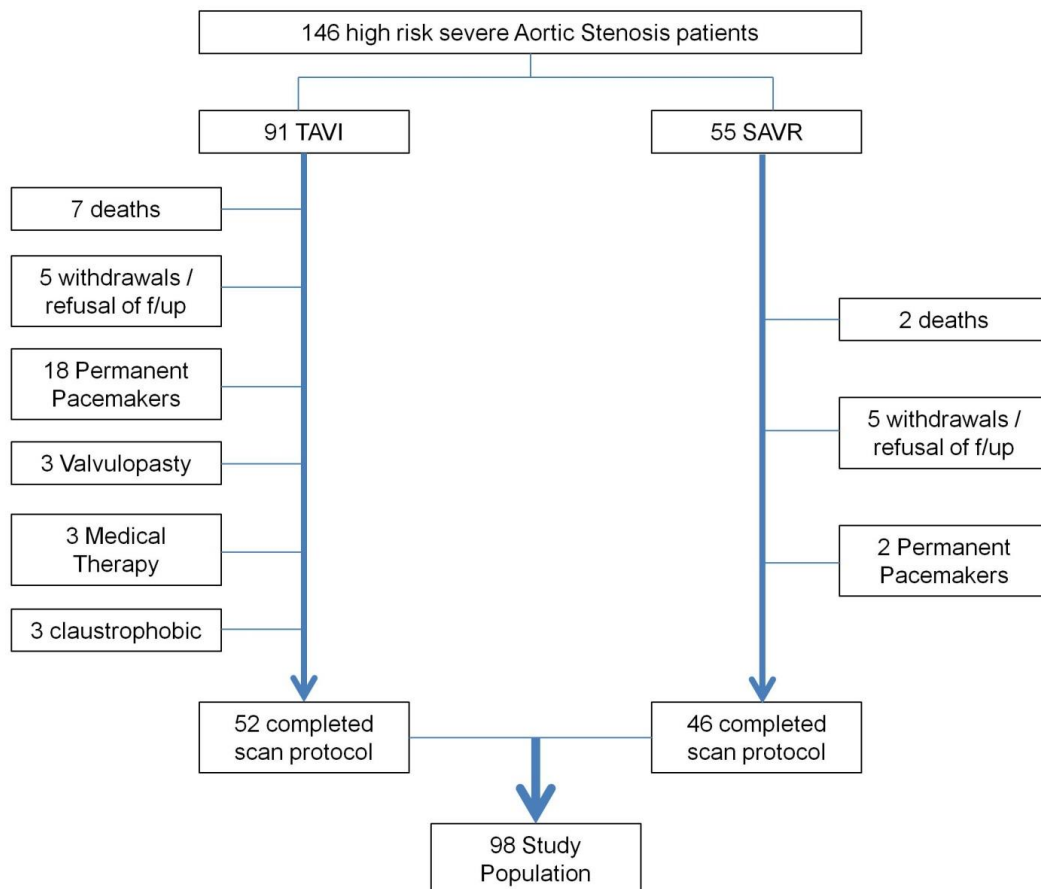 146 high risk severe Aortic Stenosis patients
91 TAVI
55 SAVR
7 deaths
5 withdrawals /
refusal of f/up
18 Permanent
Pacemakers
3 Valvulopasty
3 Medical
Therapy
3 claustrophobic
2 deaths
5 withdrawals /
refusal of f/up
2 Permanent
Pacemakers
52 completed
scan protocol
46 completed
scan protocol
98 Study
Population